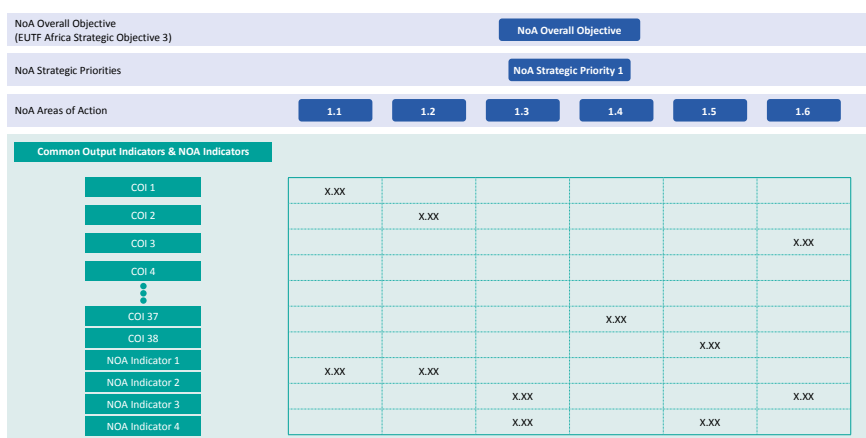 NoA Overall Objective
(EUTF Africa Strategic Objective 3)
NoA Overall Objective
NoA Strategic Priorities
NoA Strategic Priority 1
NoA Areas of Action
1.1 1.2 1.3 1.4 1.5 1.6
Common Output Indicators & NOA Indicators
COI 1 X.XX
COI 2 X.XX
COI 3 X.XX
COI 4
COI 37 X.XX
COI 38 X.XX
NOA Indicator 1 X.XX X.XX
NOA Indicator 2
NOA Indicator 3 X.XX X.XX
NOA Indicator 4 X.XX X.XX